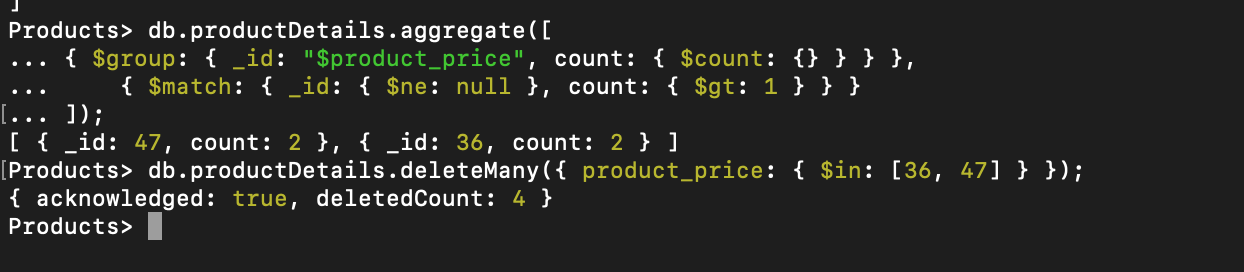 ]
Products> db.productDetails.aggregate([
... { $group: { _id: "$product_price", count: { $count: {} } } },
...     { $match: { _id: { $ne: null }, count: { $gt: 1 } } }
[... ]);
[ { _id: 47, count: 2 }, { _id: 36, count: 2 } ]
[Products> db.productDetails.deleteMany({ product_price: { $in: [36, 47] } });
{ acknowledged: true, deletedCount: 4 }
Products>